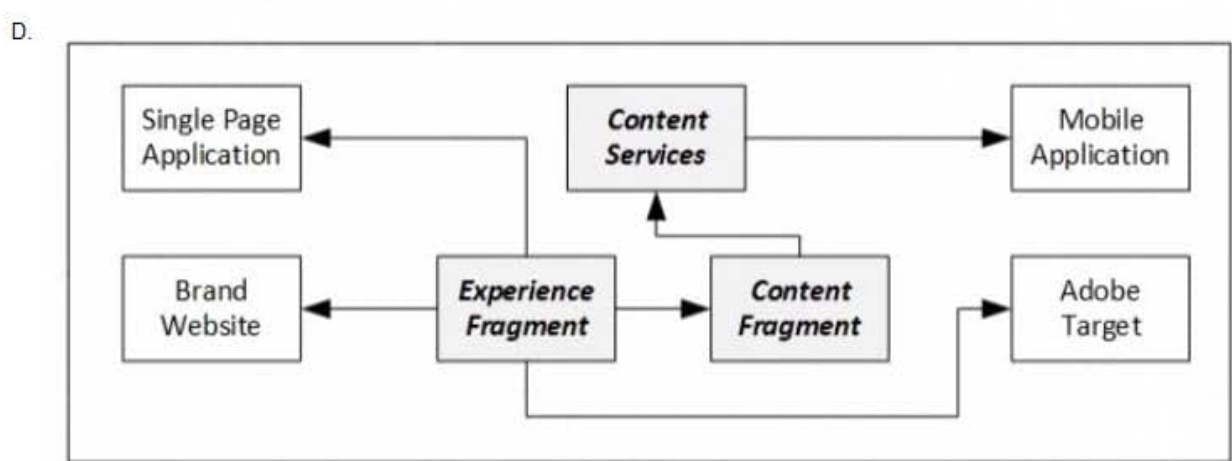 D.
Single Page
Application
Content
Services
Mobile
Application
Brand
Website
Experience
Fragment
Content
Fragment
Adobe
Target